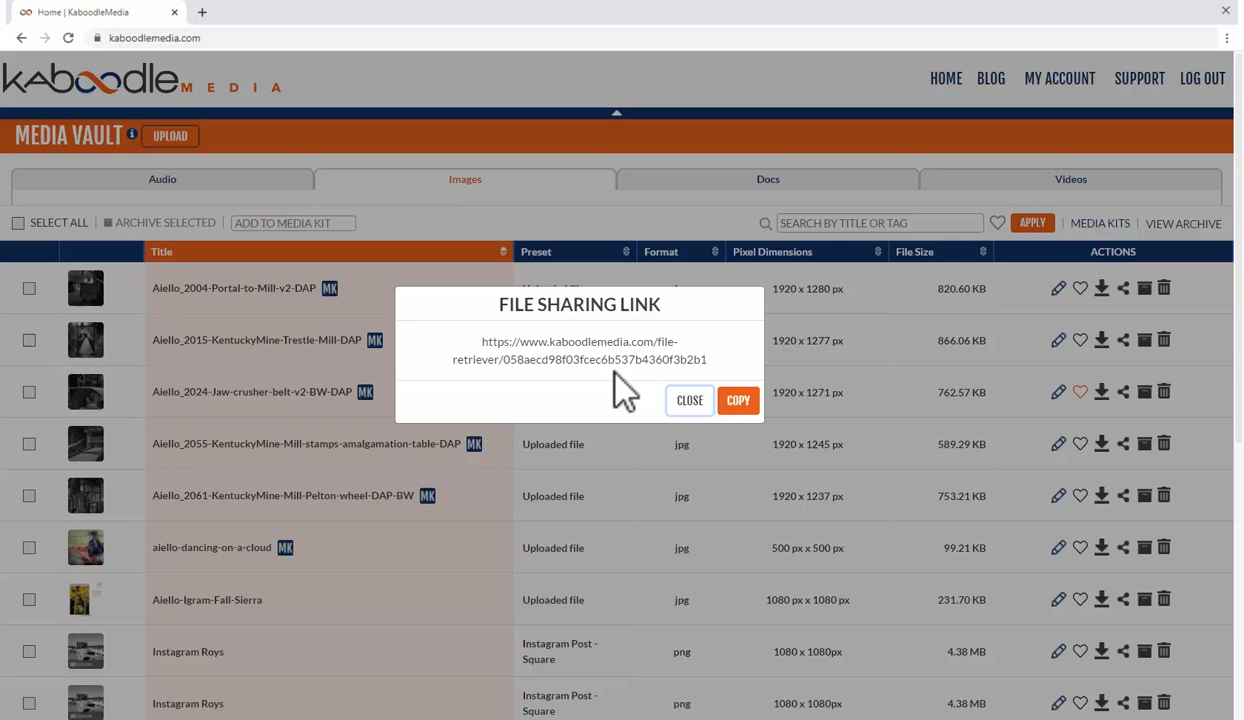 Home | KaboodleMedia
kaboodlemedia.com
kaboodle MEDIA
HOME BLOG MY ACCOUNT SUPPORT LOG OUT
MEDIA VAULT i UPLOAD
Audio Images Docs Videos
SELECT ALL | ARCHIVE SELECTED | ADD TO MEDIA KIT SEARCH BY TITLE OR TAG APPLY | MEDIA KITS | VIEW ARCHIVE
Title Preset Format Pixel Dimensions File Size ACTIONS
Aiello_2004-Portal-to-Mill-v2-DAP MK 1920 x 1280 px 820.60 KB
FILE SHARING LINK
https://www.kaboodlemedia.com/file-
retriever/058aecd98f03fcec6b537b4360f3b2b1
CLOSE COPY
Aiello_2015-KentuckyMine-Trestle-Mill-DAP MK 1920 x 1277 px 866.06 KB
Aiello_2024-Jaw-crusher-belt-v2-BW-DAP MK 1920 x 1271 px 762.57 KB
Aiello_2055-KentuckyMine-Mill-stamps-amalgamation-table-DAP MK Uploaded file jpg 1920 x 1245 px 589.29 KB
Aiello_2061-KentuckyMine-Mill-Pelton-wheel-DAP-BW MK Uploaded file jpg 1920 x 1237 px 753.21 KB
aiello-dancing-on-a-cloud MK Uploaded file jpg 500 px x 500 px 99.21 KB
Aiello-Igram-Fall-Sierra Uploaded file jpg 1080 px x 1080 px 231.70 KB
Instagram Roys Instagram Post - Square png 1080 x 1080px 4.38 MB
Instagram Roys Instagram Post - Square png 1080 x 1080px 4.38 MB